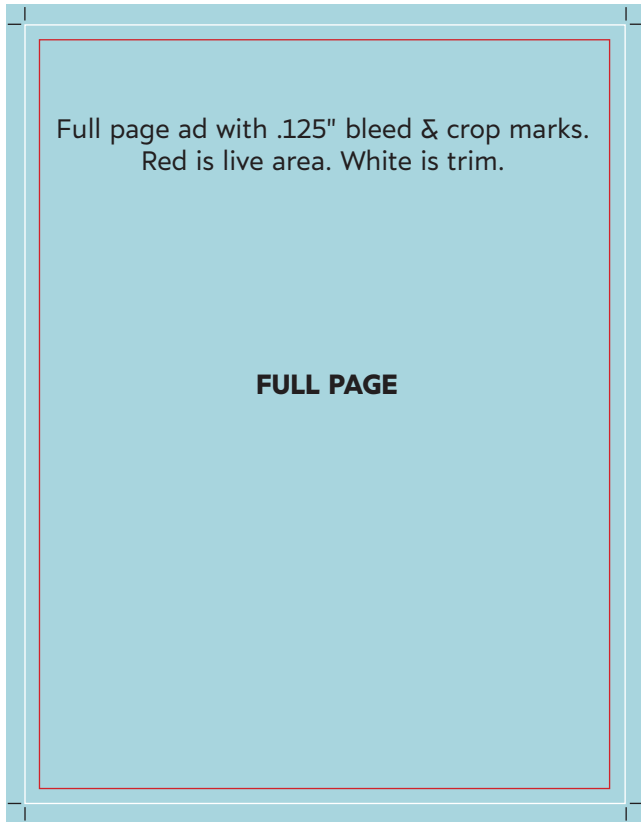 Full page ad with .125" bleed & crop marks.
Red is live area. White is trim.
FULL PAGE